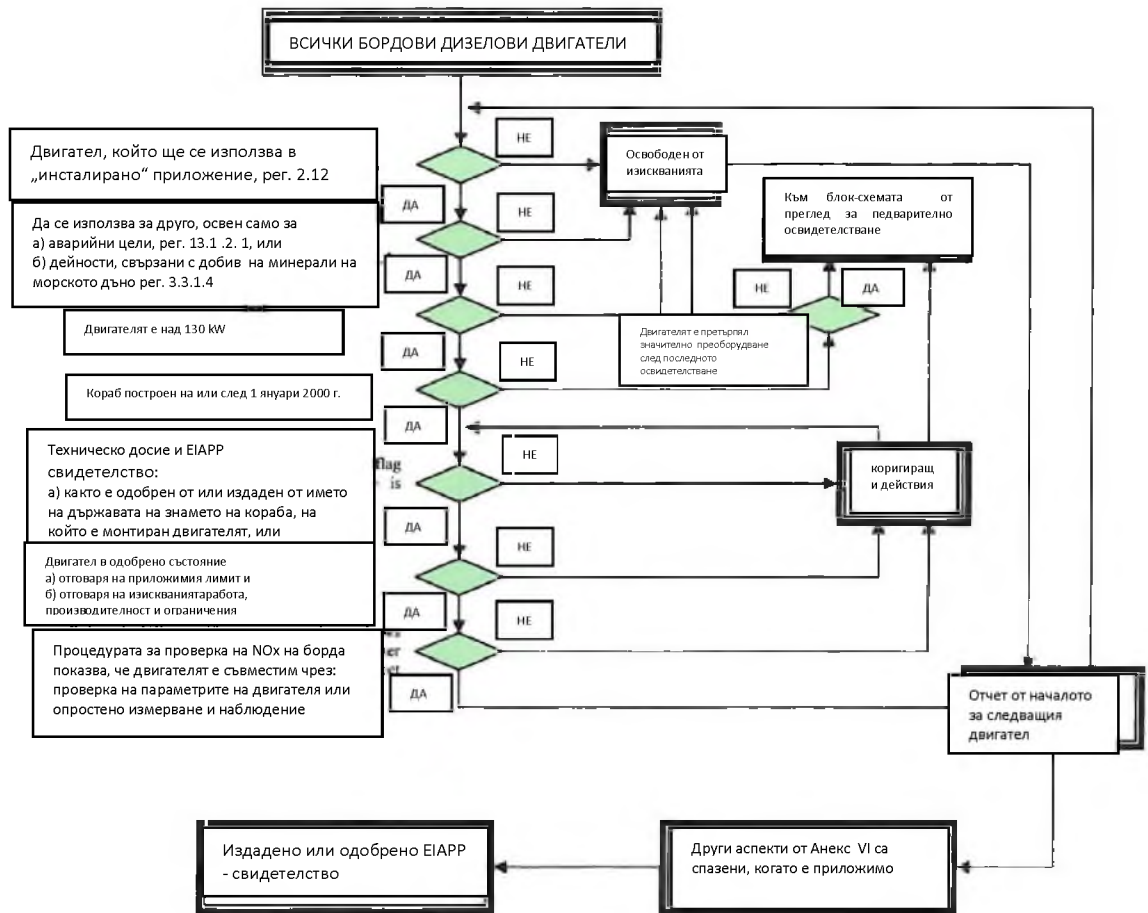 ВСИЧКИ БОРДОВИ ДИЗЕЛОВИ ДВИГАТЕЛИ
НЕ
Двигател, който ще се използва в
„инсталирано“ приложение, рег. 2.12
Освободен от
изискванията
ДА
НЕ
Да се използва за друго, освен само за
а) аварийни цели, рег. 13.1 .2. 1, или
б) дейности, свързани с добив на минерали на
морското дъно рег. 3.3.1.4
Към блок-схемата от
преглед за педварително
освидетелстване
ДА
НЕ
НЕ
ДА
Двигателят е над 130 kW
Двигателят е претърпял
значително преоборудване
след последното
освидетелстване
ДА
НЕ
Кораб построен на или след 1 януари 2000 г.
ДА
НЕ
Техническо досие и EIAPP
свидетелство:
а) както е одобрен от или издаден от името
на държавата на знамето на кораба, на
който е монтиран двигателят, или
flag
is
коригиращ
и действия
ДА
НЕ
Двигател в одобрено състояние
а) отговаря на приложимия лимит и
б) отговаря на изискваниятаработа,
производителност и ограничения
ДА
НЕ
Процедурата за проверка на NOx на борда
показва, че двигателят е съвместим чрез:
проверка на параметрите на двигателя или
опростено измерване и наблюдение
ДА
Отчет от началото
за следващия
двигател
Издадено или одобрено EIAPP
- свидетелство
Други аспекти от Анекс VI са
спазени, когато е приложимо